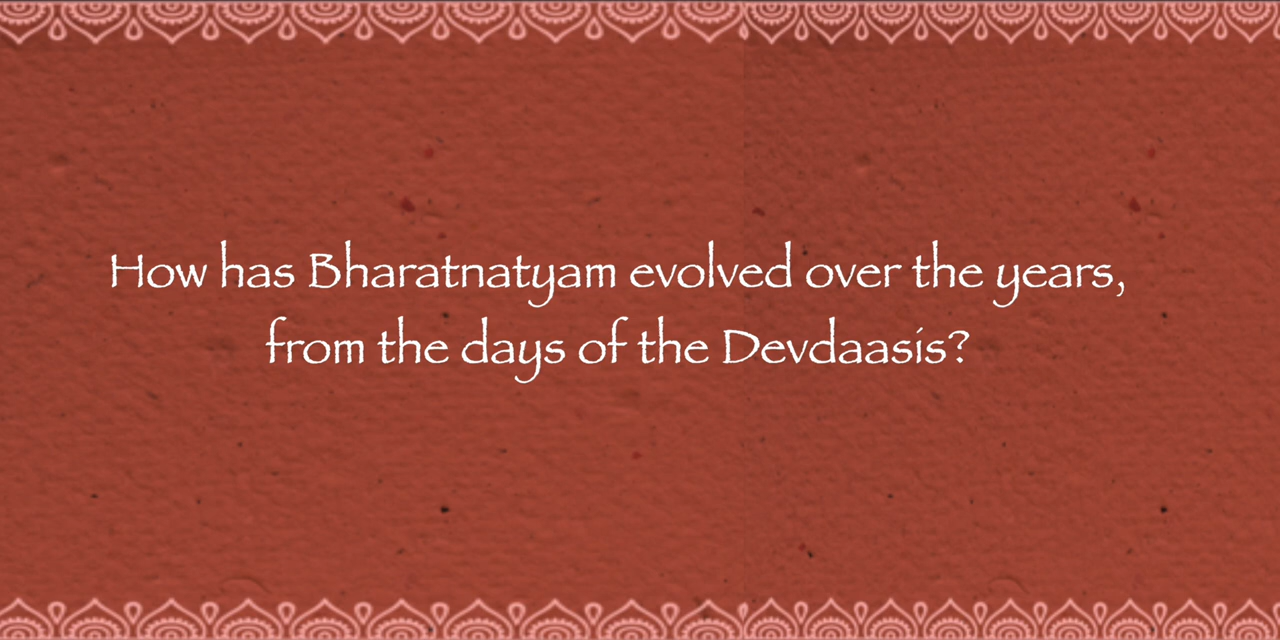 How has Bharatnatyam evolved over the years,
from the days of the Devdaasis?